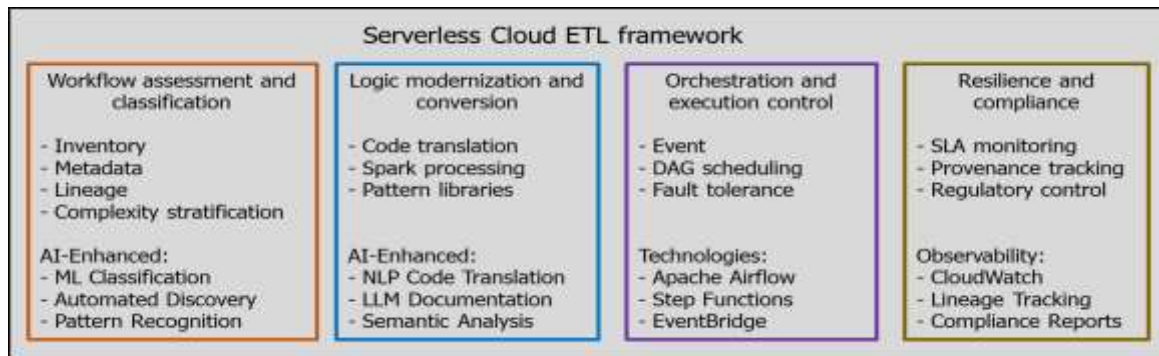 Serverless Cloud ETL framework
Workflow assessment and
classification
- Inventory
- Metadata
- Lineage
- Complexity stratification
AI-Enhanced:
- ML Classification
- Automated Discovery
- Pattern Recognition
Logic modernization and
conversion
- Code translation
- Spark processing
- Pattern libraries
AI-Enhanced:
- NLP Code Translation
- LLM Documentation
- Semantic Analysis
Orchestration and
execution control
- Event
- DAG scheduling
- Fault tolerance
Technologies:
- Apache Airflow
- Step Functions
- EventBridge
Resilience and
compliance
- SLA monitoring
- Provenance tracking
- Regulatory control
Observability:
- CloudWatch
- Lineage Tracking
- Compliance Reports